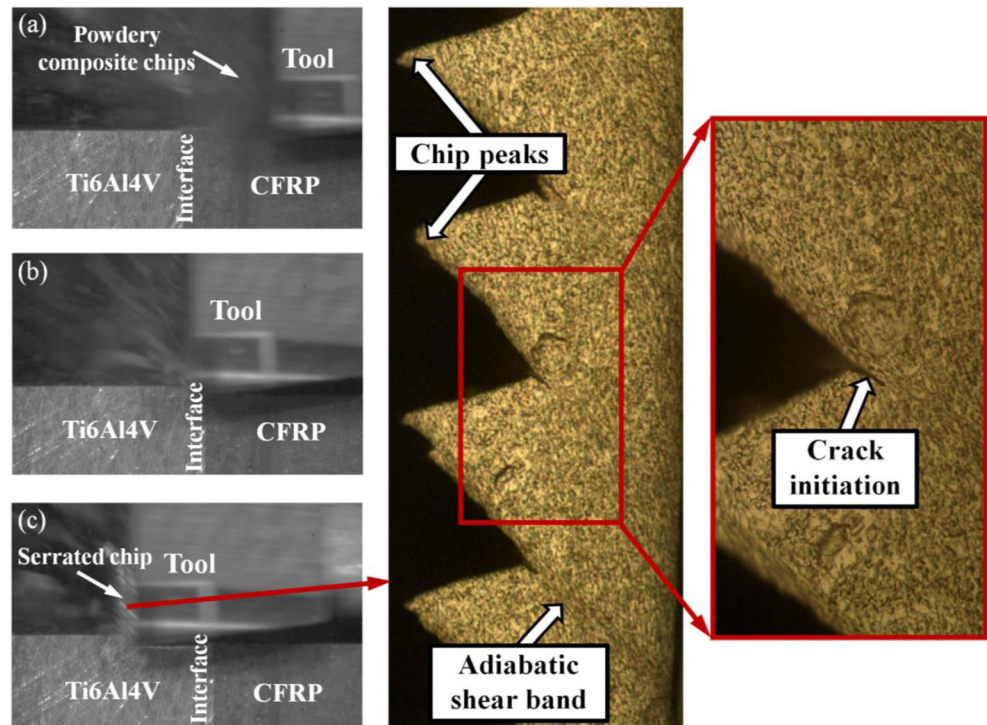 (a)
Powdery
composite chips
Tool
Ti6Al4V
Interface
CFRP
(b)
Tool
Ti6Al4V
Interface
CFRP
(c)
Serrated chip
Tool
Ti6Al4V
Interface
CFRP
Chip peaks
Adiabatic
shear band
Crack
initiation